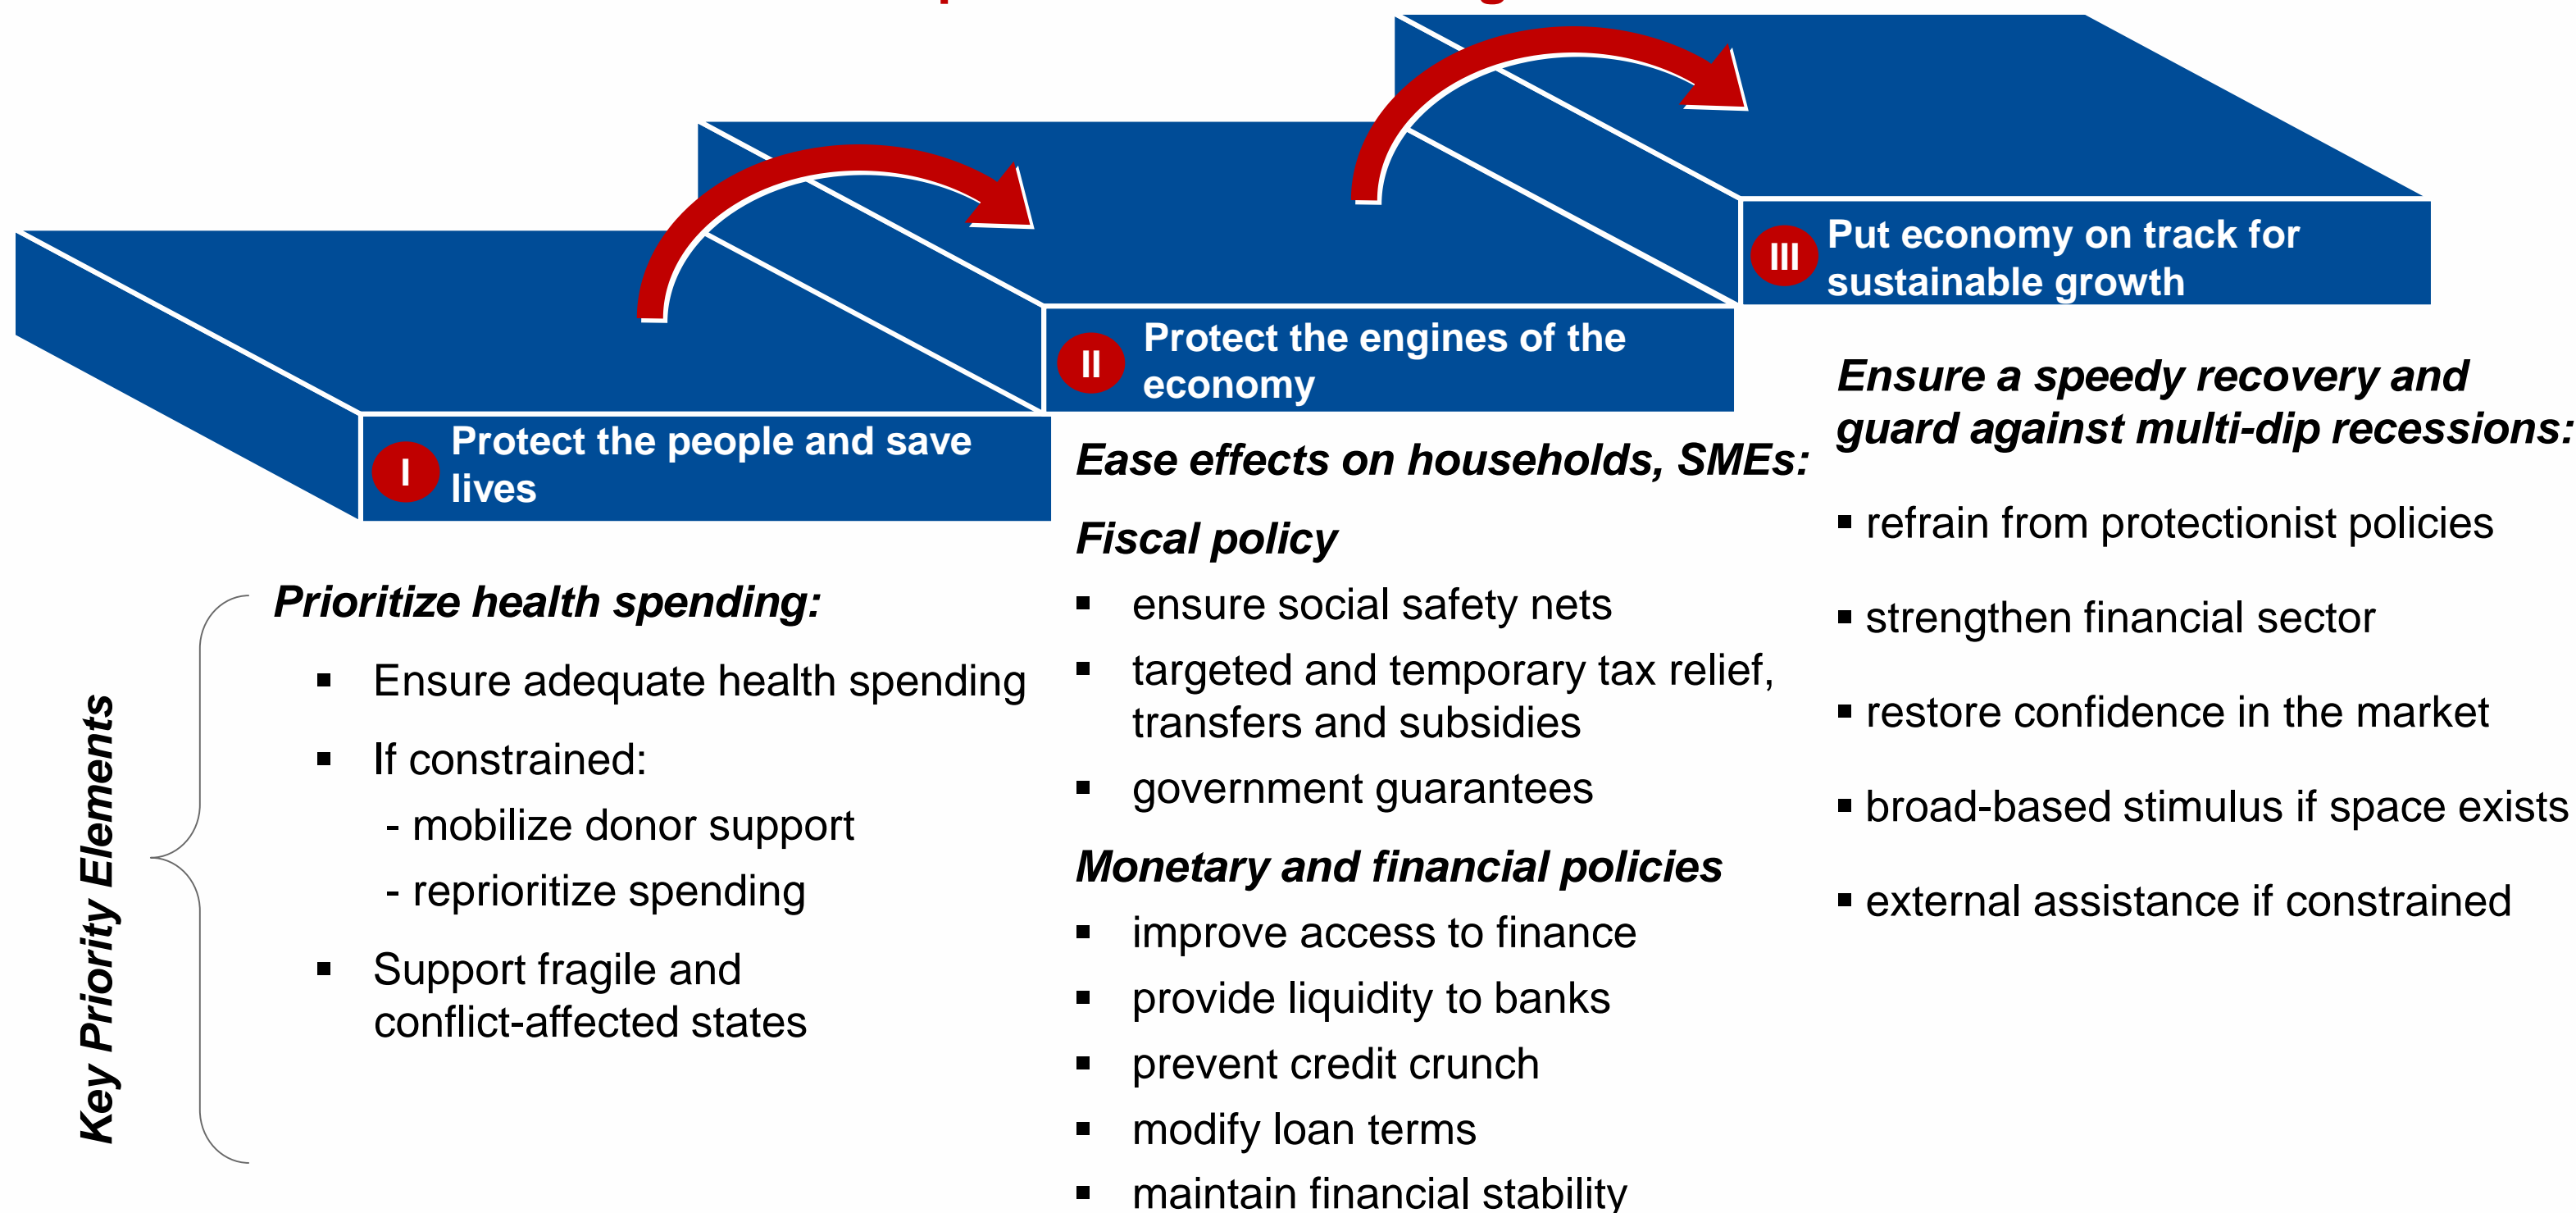 I
Protect the people and save
lives
II
Protect the engines of the
economy
III
Put economy on track for
sustainable growth
Key Priority Elements
Prioritize health spending:
▪ Ensure adequate health spending
▪ If constrained:
- mobilize donor support
- reprioritize spending
▪ Support fragile and
conflict-affected states
Ease effects on households, SMEs:
Fiscal policy
▪ ensure social safety nets
▪ targeted and temporary tax relief,
transfers and subsidies
▪ government guarantees
Monetary and financial policies
▪ improve access to finance
▪ provide liquidity to banks
▪ prevent credit crunch
▪ modify loan terms
▪ maintain financial stability
Ensure a speedy recovery and
guard against multi-dip recessions:
▪ refrain from protectionist policies
▪ strengthen financial sector
▪ restore confidence in the market
▪ broad-based stimulus if space exists
▪ external assistance if constrained